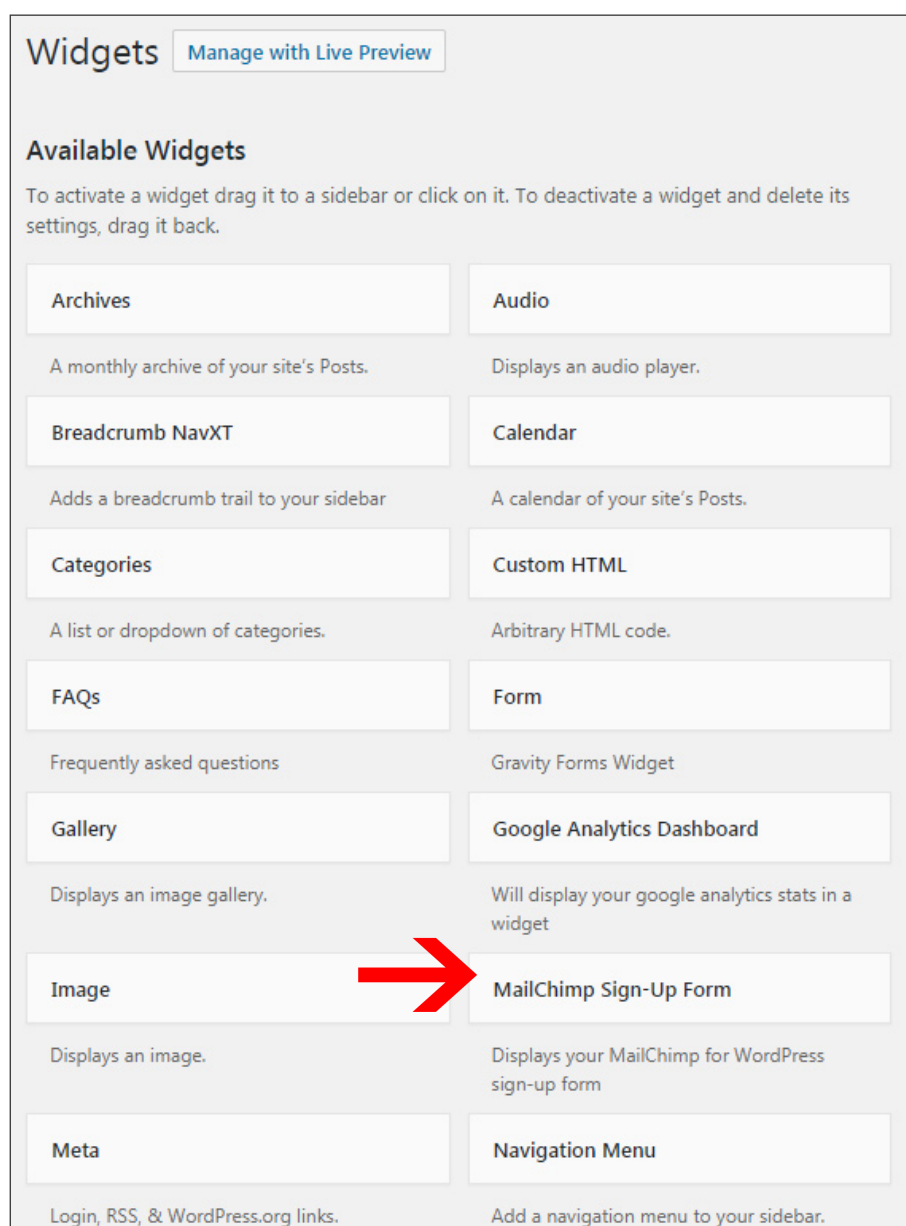 Widgets Manage with Live Preview
Available Widgets
To activate a widget drag it to a sidebar or click on it. To deactivate a widget and delete its
settings, drag it back.
Archives
Audio
A monthly archive of your site's Posts.
Displays an audio player.
Breadcrumb NavXT
Calendar
Adds a breadcrumb trail to your sidebar
A calendar of your site's Posts.
Categories
Custom HTML
A list or dropdown of categories.
Arbitrary HTML code.
FAQs
Form
Frequently asked questions
Gravity Forms Widget
Gallery
Google Analytics Dashboard
Displays an image gallery.
Will display your google analytics stats in a
widget
Image
MailChimp Sign-Up Form
Displays an image.
Displays your MailChimp for WordPress
sign-up form
Meta
Navigation Menu
Login, RSS, & WordPress.org links.
Add a navigation menu to your sidebar.